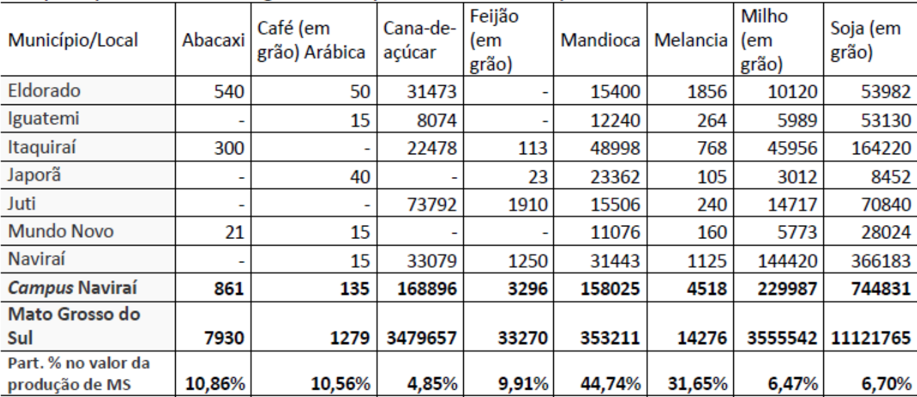 Município/Local Abacaxi Café (em grão) Arábica Cana-de-açúcar Feijão (em grão) Mandioca Melancia Milho (em grão) Soja (em grão)
Eldorado 540 50 31473 - 15400 1856 10120 53982
Iguatemi - 15 8074 - 12240 264 5989 53130
Itaquiraí 300 - 22478 113 48998 768 45956 164220
Japorã - 40 - 23 23362 105 3012 8452
Juti - - 73792 1910 15506 240 14717 70840
Mundo Novo 21 15 - - 11076 160 5773 28024
Naviraí - 15 33079 1250 31443 1125 144420 366183
Campus Naviraí 861 135 168896 3296 158025 4518 229987 744831
Mato Grosso do Sul 7930 1279 3479657 33270 353211 14276 3555542 11121765
Part. % no valor da produção de MS 10,86% 10,56% 4,85% 9,91% 44,74% 31,65% 6,47% 6,70%